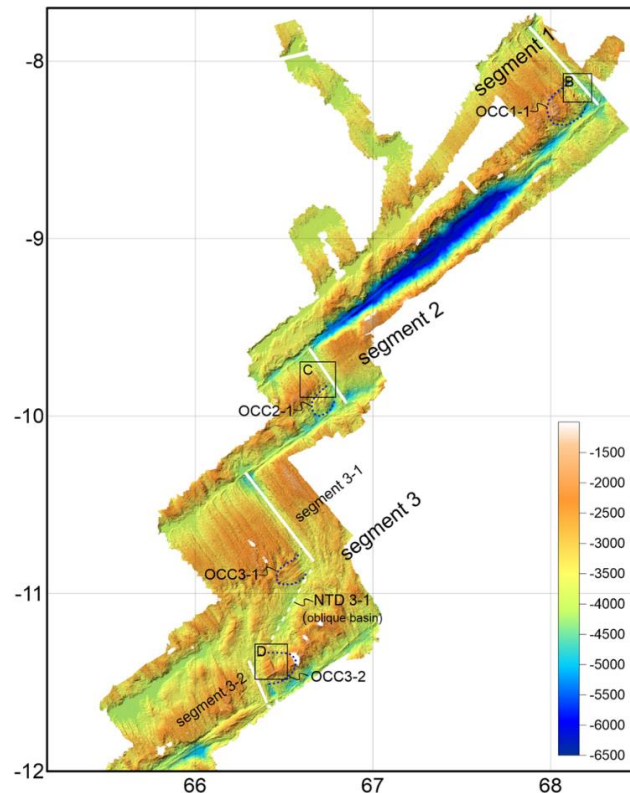 -8
segment 1
B
OCC1-1
-9
segment 2
C
OCC2-1
-10
segment 3-1
segment 3
OCC3-1
-11
NTD 3-1
(oblique basin)
D
OCC3-2
segment 3-2
-12
66
67
68
-1500
-2000
-2500
-3000
-3500
-4000
-4500
-5000
-5500
-6000
-6500